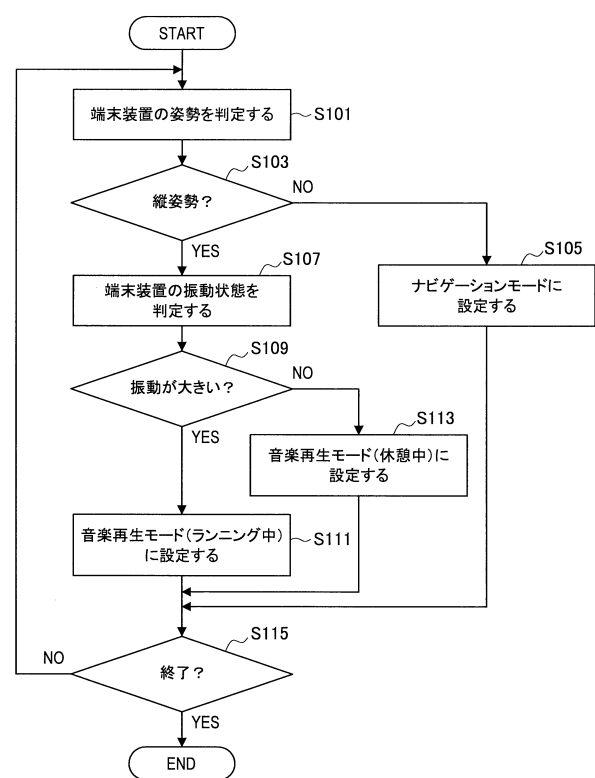 START
端末装置の姿勢を判定する
S101
S103
縦姿勢？
NO
YES
S105
ナビゲーションモードに
設定する
S107
端末装置の振動状態を
判定する
S109
振動が大きい？
NO
YES
S113
音楽再生モード（休憩中）に
設定する
音楽再生モード（ランニング中）
に設定する
S111
S115
終了？
NO
YES
END